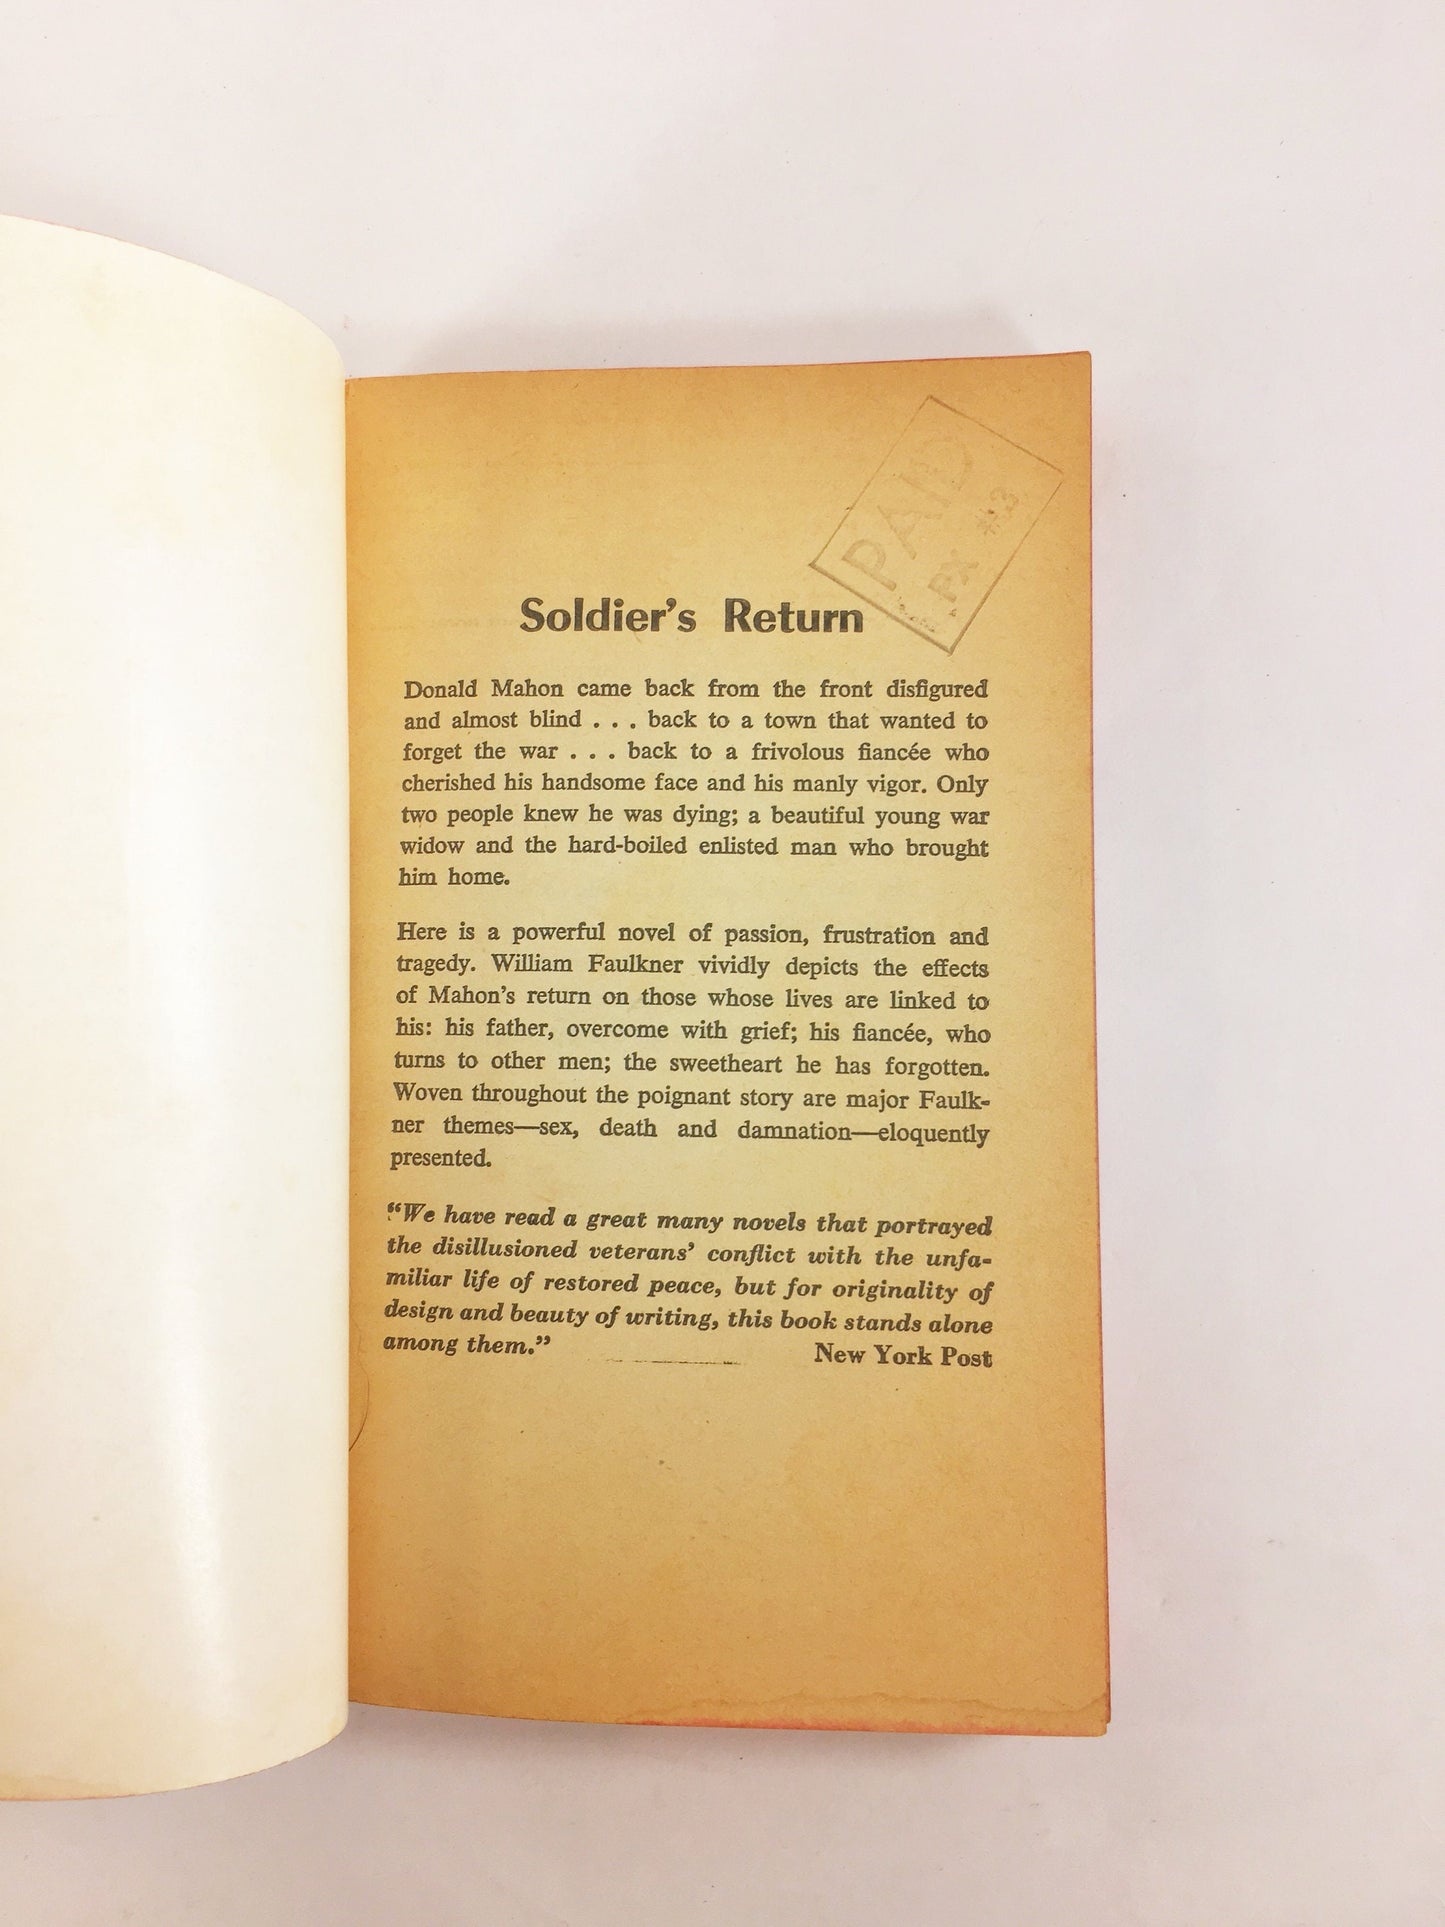 PAID
PX #3
Soldier's Return
Donald Mahon came back from the front disfigured
and almost blind . . . back to a town that wanted to
forget the war . . . back to a frivolous fiancée who
cherished his handsome face and his manly vigor. Only
two people knew he was dying; a beautiful young war
widow and the hard-boiled enlisted man who brought
him home.
Here is a powerful novel of passion, frustration and
tragedy. William Faulkner vividly depicts the effects
of Mahon's return on those whose lives are linked to
his: his father, overcome with grief; his fiancée, who
turns to other men; the sweetheart he has forgotten.
Woven throughout the poignant story are major Faulk-
ner themes—sex, death and damnation—eloquently
presented.
“We have read a great many novels that portrayed
the disillusioned veterans’ conflict with the unfa-
miliar life of restored peace, but for originality of
design and beauty of writing, this book stands alone
among them.”
New York Post